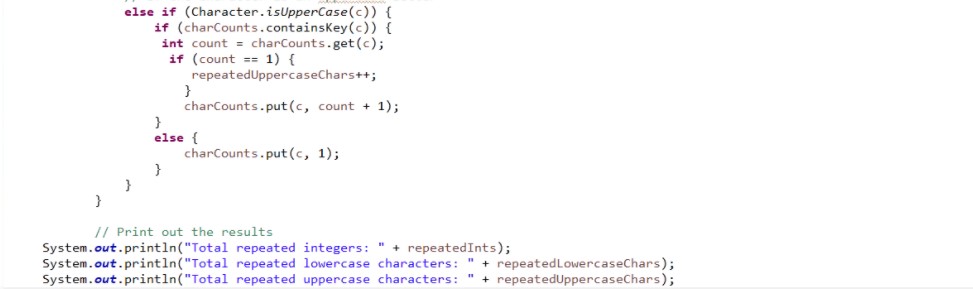 else if (Character.isUpperCase(c)) {
if (charCounts.containsKey(c)) {
int count = charCounts.get(c);
if (count == 1) {
repeatedUppercaseChars++;
}
charCounts.put(c, count + 1);
}
else {
charCounts.put(c, 1);
}
}
}
// Print out the results
System.out.println("Total repeated integers: " + repeatedInts);
System.out.println("Total repeated lowercase characters: " + repeatedLowercaseChars);
System.out.println("Total repeated uppercase characters: " + repeatedUppercaseChars);